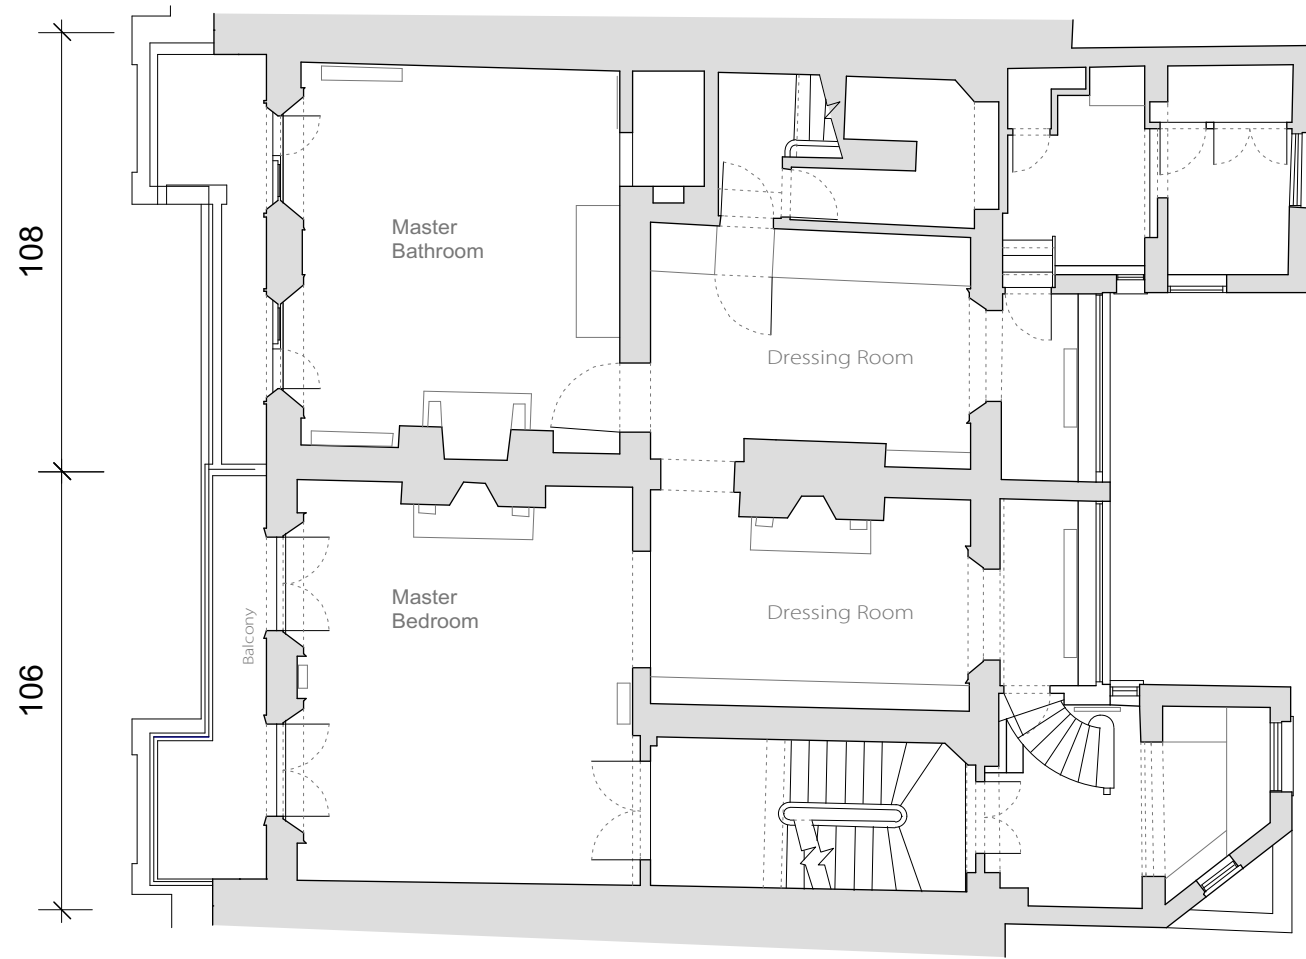 108
Master
Bathroom
Dressing Room
Master
Bedroom
Dressing Room
Balcony
106